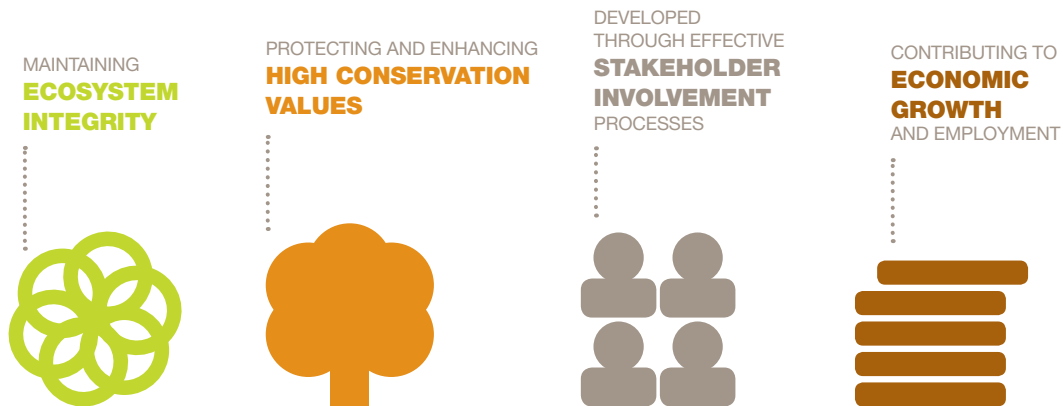 MAINTAINING
ECOSYSTEM
INTEGRITY
PROTECTING AND ENHANCING
HIGH CONSERVATION
VALUES
DEVELOPED
THROUGH EFFECTIVE
STAKEHOLDER
INVOLVEMENT
PROCESSES
CONTRIBUTING TO
ECONOMIC
GROWTH
AND EMPLOYMENT